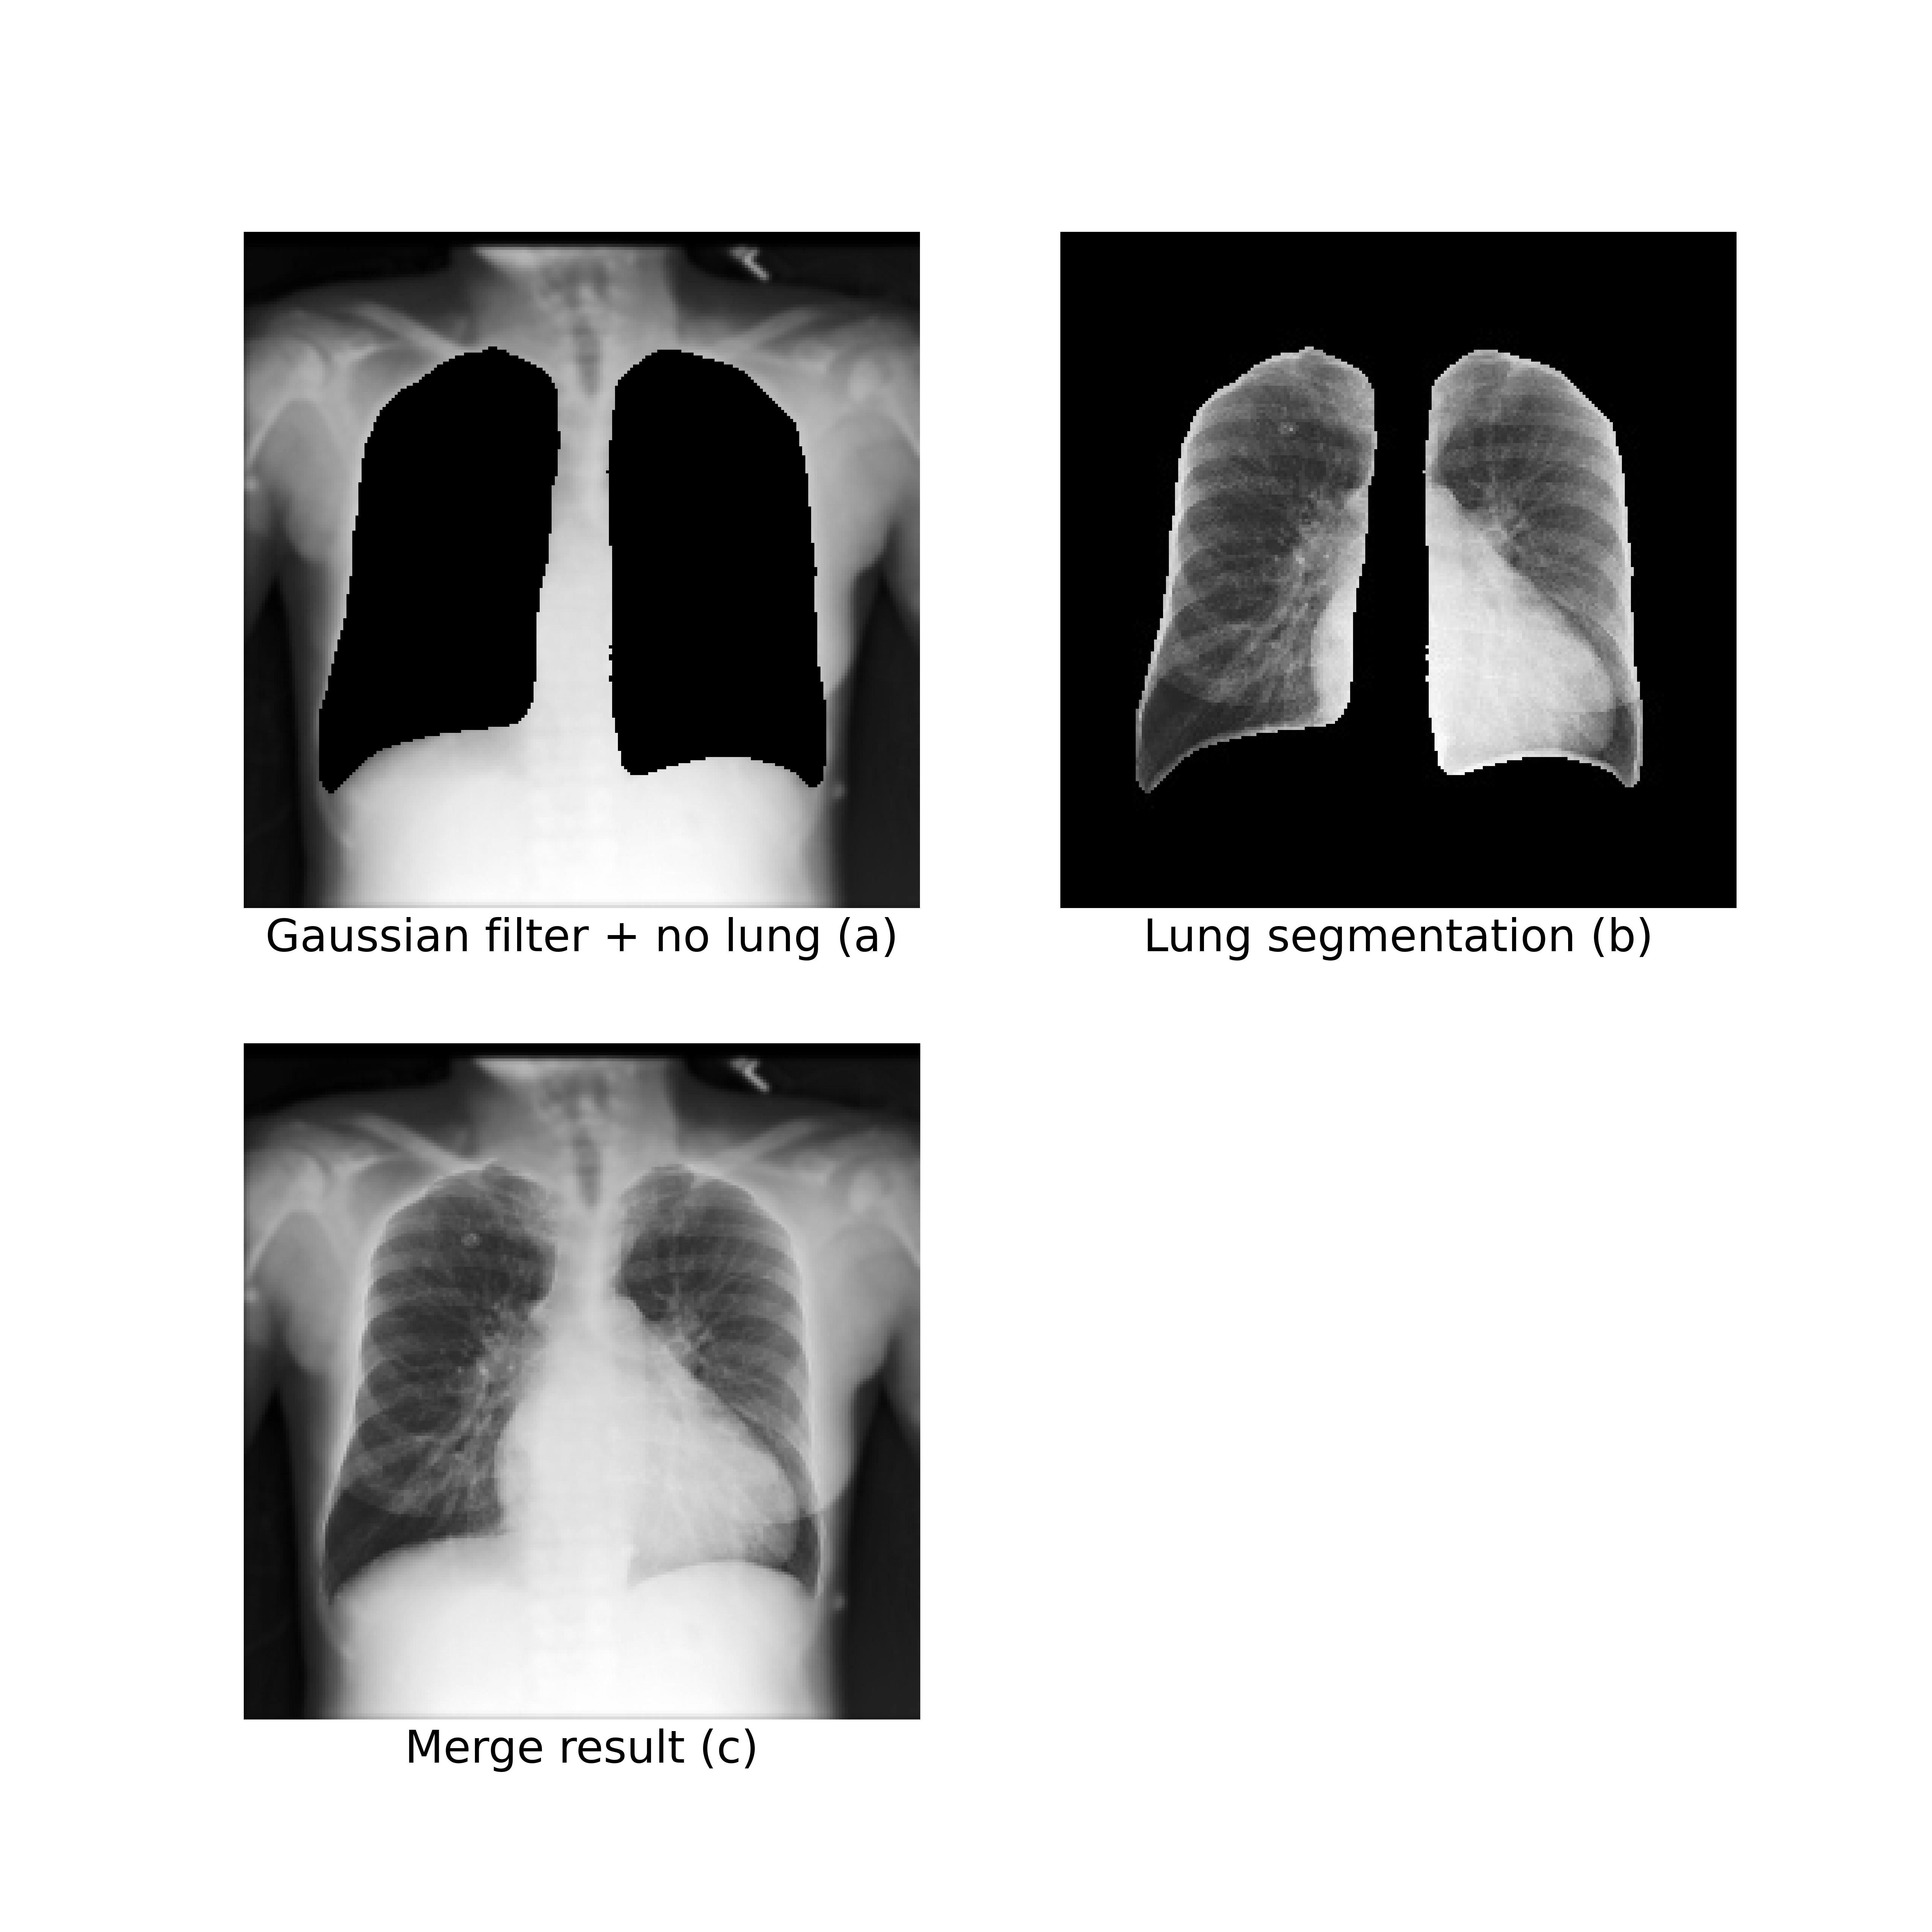 Gaussian filter + no lung (a)
Lung segmentation (b)
Merge result (c)